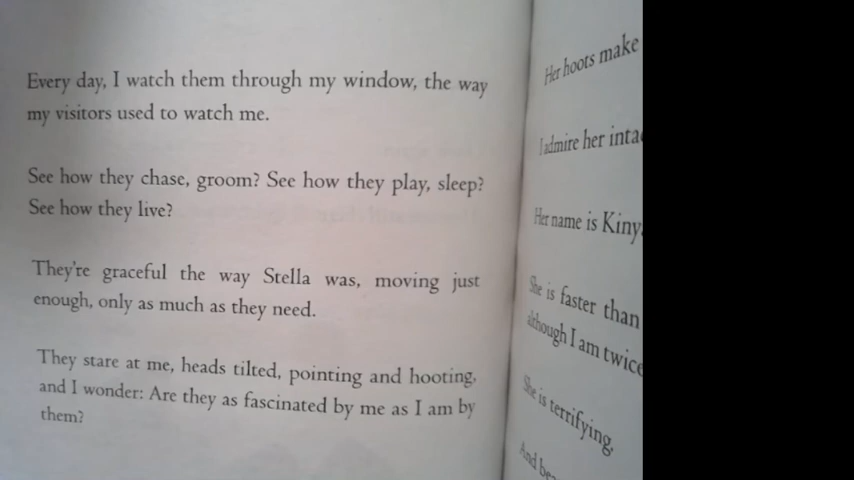 Every day, I watch them through my window, the way
my visitors used to watch me.
See how they chase, groom? See how they play, sleep?
See how they live?
They're graceful the way Stella was, moving just
enough, only as much as they need.
They stare at me, heads tilted, pointing and hooting,
and I wonder: Are they as fascinated by me as I am by
them?
Her hoots make
I admire her
Her name is
She is faster than
although I am twice
She is terrifying.
And